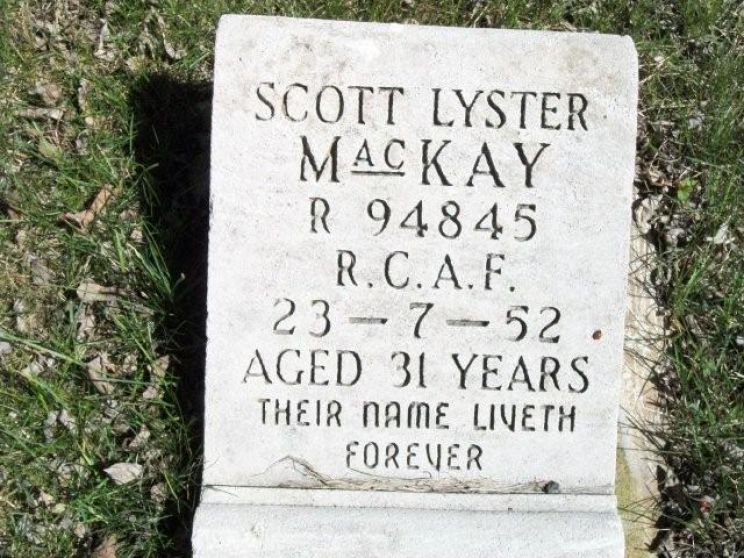 SCOTT LYSTER
MACKAY
R 94845
R.C.A.F.
23-7-52
AGED 31 YEARS
THEIR NAME LIVETH
FOREVER